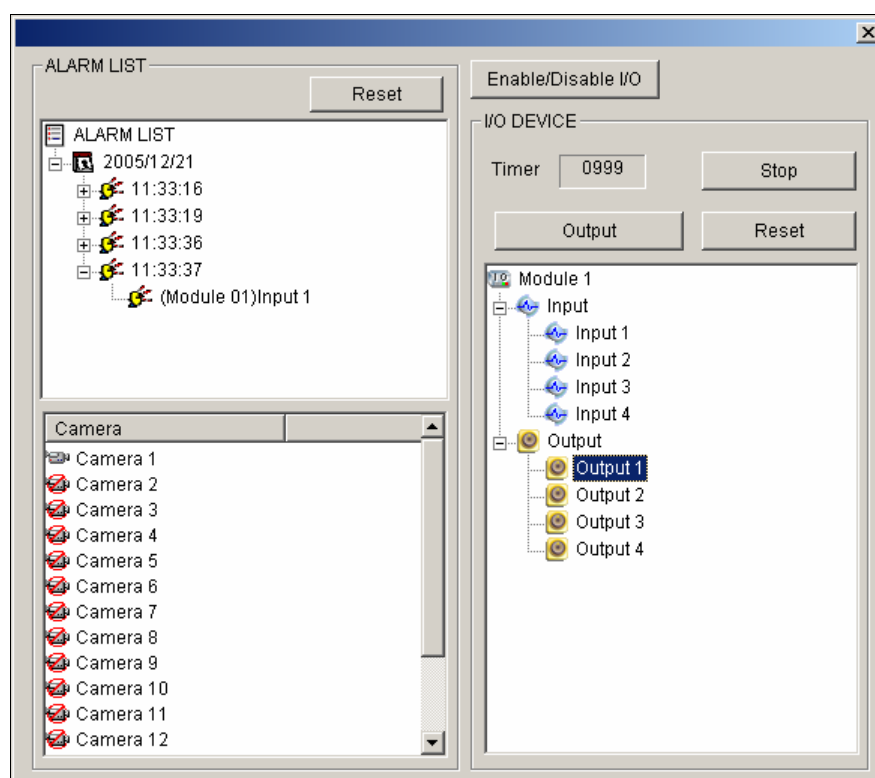 ALARM LIST
Reset
ALARM LIST
2005/12/21
11:33:16
11:33:19
11:33:36
11:33:37
(Module 01)Input 1
Camera
Camera 1
Camera 2
Camera 3
Camera 4
Camera 5
Camera 6
Camera 7
Camera 8
Camera 9
Camera 10
Camera 11
Camera 12
Enable/Disable I/O
I/O DEVICE
Timer 0999 Stop
Output Reset
Module 1
Input
Input 1
Input 2
Input 3
Input 4
Output
Output 1
Output 2
Output 3
Output 4